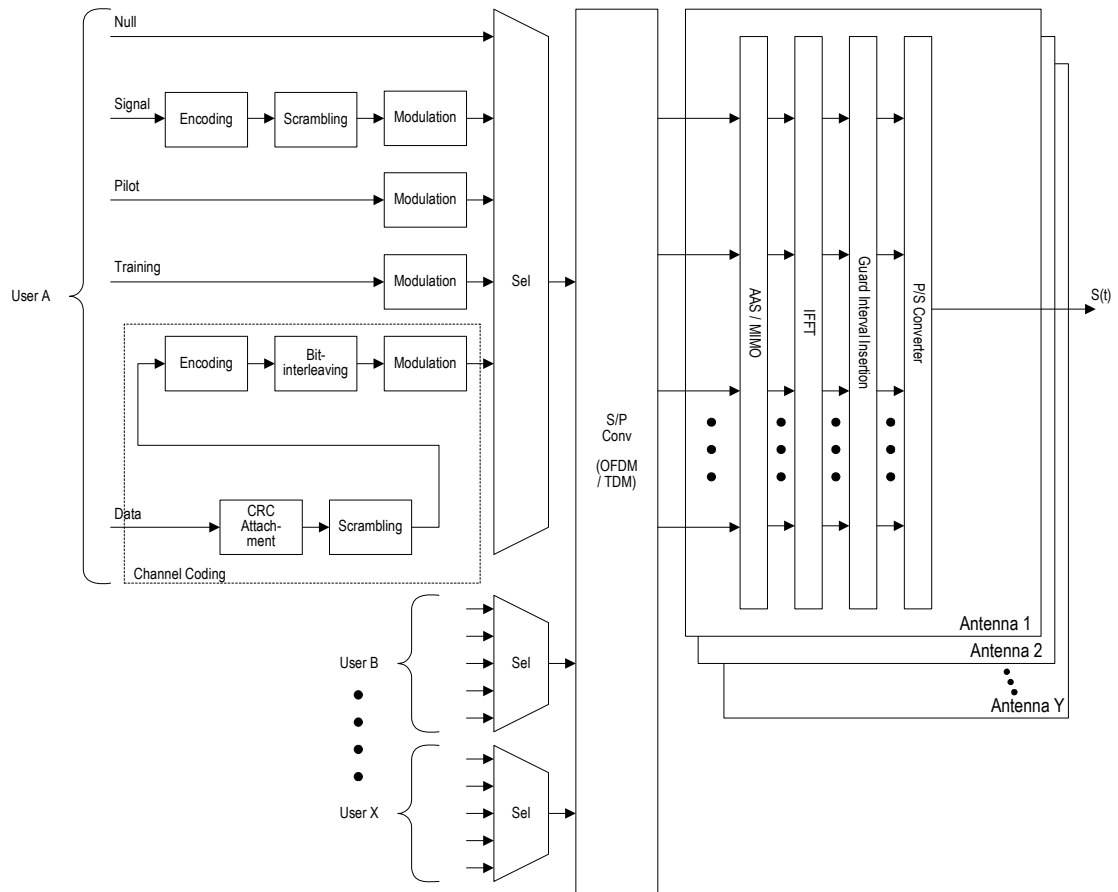 Null
Signal
Encoding
Scrambling
Modulation
Pilot
Modulation
Training
Modulation
User A
Sel
Encoding
Bit-
interleaving
Modulation
Data
CRC
Attach-
ment
Scrambling
Channel Coding
User B
Sel
User X
Sel
S/P
Conv
(OFDM
/ TDM)
AAS / MIMO
IFFT
Guard Interval Insertion
P/S Converter
S(t)
Antenna 1
Antenna 2
Antenna Y